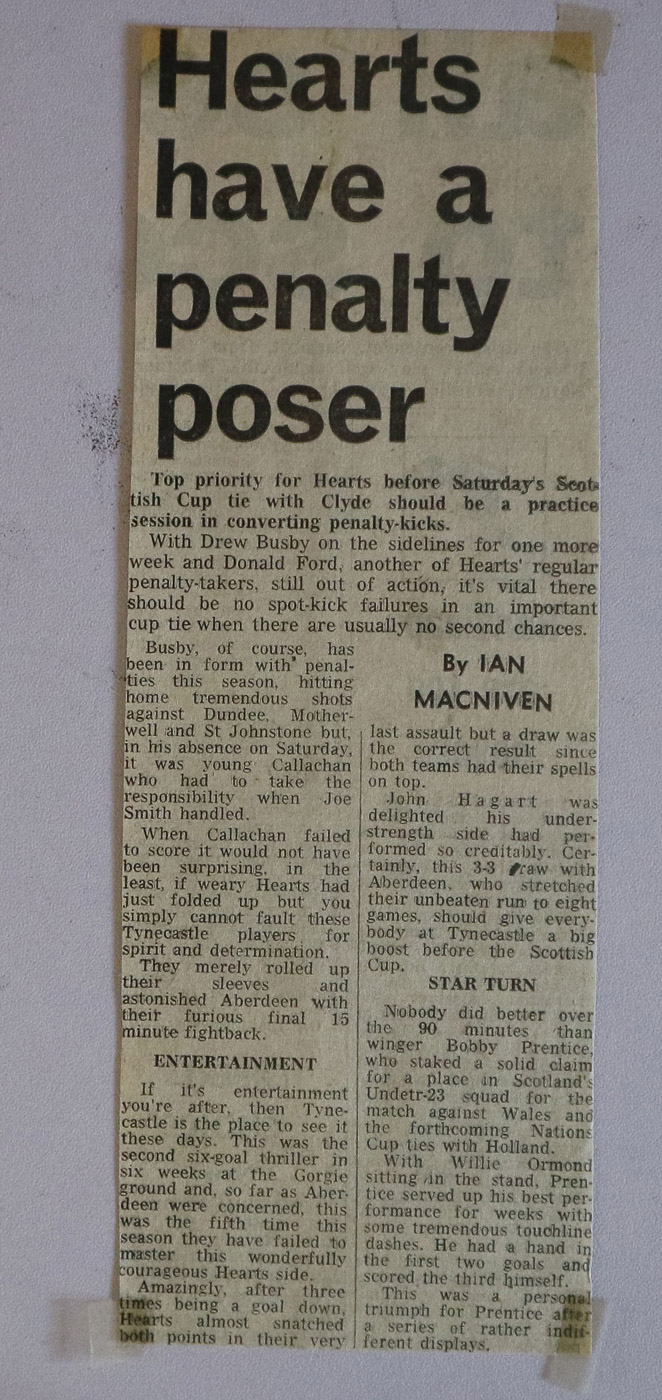 Hearts
have a
penalty
poser
Top priority for Hearts before Saturday's Scot-
tish Cup tie with Clyde should be a practice
session in converting penalty-kicks.
With Drew Busby on the sidelines for one more
week and Donald Ford, another of Hearts' regular
penalty-takers, still out of action, it's vital there
should be no spot-kick failures in an important
cup tie when there are usually no second chances.
Busby, of course, has
been in form with penal-
ties this season, hitting
home tremendous shots
against Dundee, Mother-
well and St Johnstone but,
in his absence on Saturday,
it was young Callachan
who had to take the
responsibility when Joe
Smith handled.
When Callachan failed
to score it would not have
been surprising, in the
least, if weary Hearts had
just folded up but you
simply cannot fault these
Tynecastle players for
spirit and determination.
They merely rolled up
their sleeves and
astonished Aberdeen with
their furious final 15
minute fightback.
ENTERTAINMENT
If it's entertainment
you're after, then Tyne-
castle is the place to see it
these days. This was the
second six-goal thriller in
six weeks at the Gorgie
ground and, so far as Aber-
deen were concerned, this
was the fifth time this
season they have failed to
master this wonderfully
courageous Hearts side.
Amazingly, after three
times being a goal down,
Hearts almost snatched
both points in their very
By IAN
MACNIVEN
last assault but a draw was
the correct result since
both teams had their spells
on top.
John Hagart was
delighted his under-
strength side had per-
formed so creditably. Cer-
tainly, this 3-3 draw with
Aberdeen, who stretched
their unbeaten run to eight
games, should give every-
body at Tynecastle a big
boost before the Scottish
Cup.
STAR TURN
Nobody did better over
the 90 minutes than
winger Bobby Prentice,
who staked a solid claim
for a place in Scotland's
Undetr-23 squad for the
match against Wales and
the forthcoming Nations
Cup ties with Holland.
With Willie Ormond
sitting in the stand, Pren-
tice served up his best per-
formance for weeks with
some tremendous touchline
dashes. He had a hand in
the first two goals and
scored the third himself.
This was a personal
triumph for Prentice after
a series of rather indif-
ferent displays.